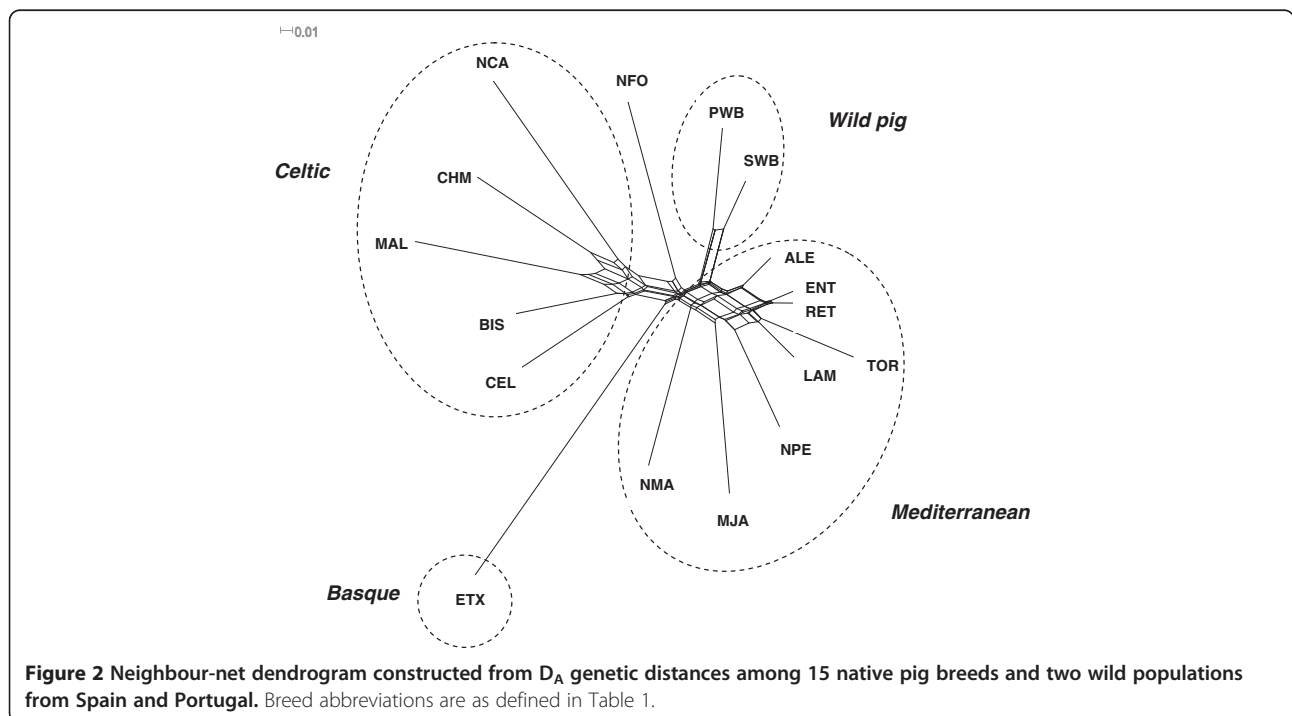 0.01
NCA
NFO
PWB
Wild pig
SWB
Celtic
CHM
MAL
ALE
ENT
RET
BIS
TOR
LAM
CEL
NPE
NMA
Mediterranean
MJA
Basque
ETX
Figure 2 Neighbour-net dendrogram constructed from DA genetic distances among 15 native pig breeds and two wild populations
from Spain and Portugal. Breed abbreviations are as defined in Table 1.